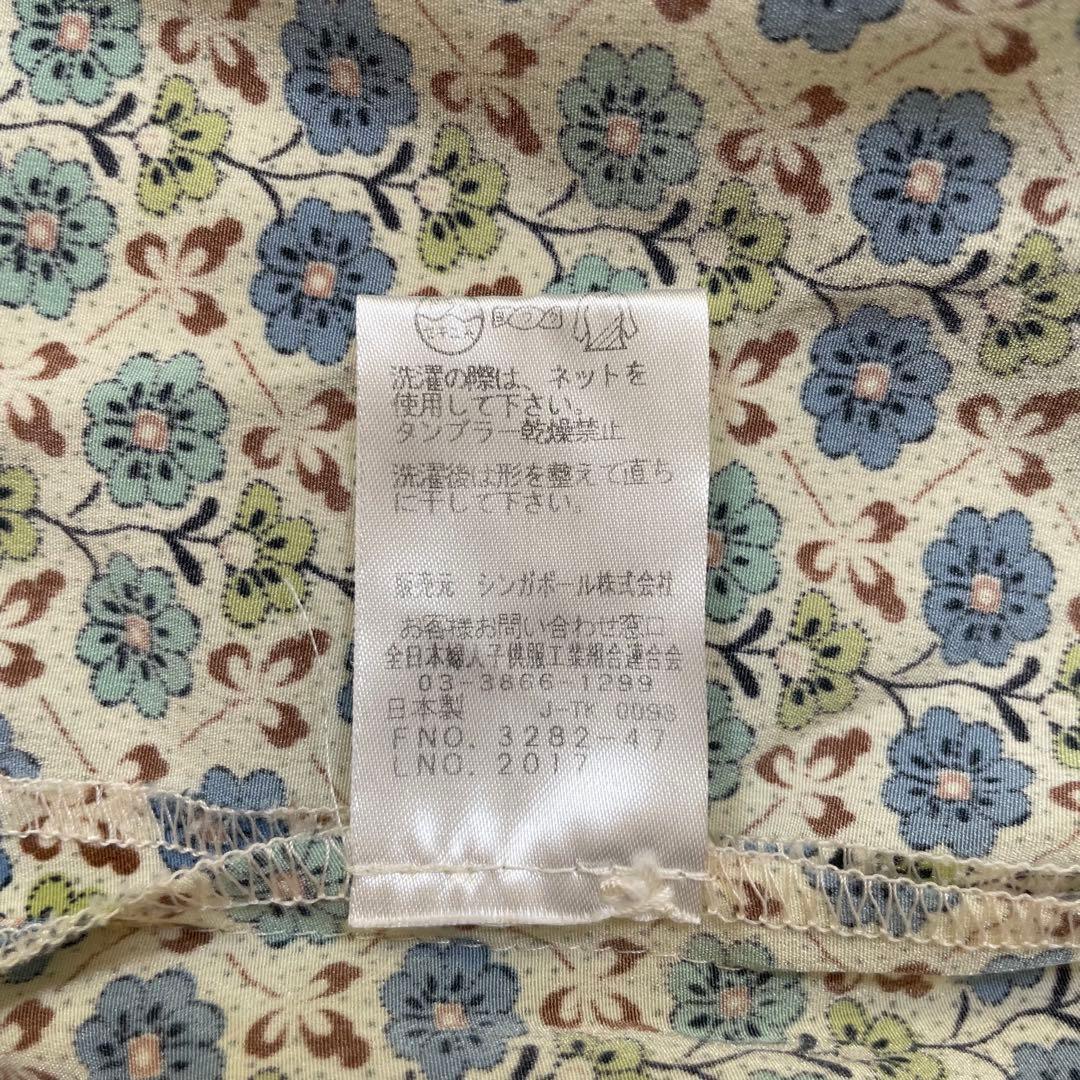 洗濯の際は、ネットを
使用して下さい。
タンブラー乾燥禁止
洗濯後は形を整えて直ち
に干して下さい。
販売元 シンガポール株式会社
お客様お問い合わせ窓口
全日本婦人子供服工業組合連合会
03-3866-1299
日本製 J-TK 0098
FNO. 3282-47
LNO. 2017